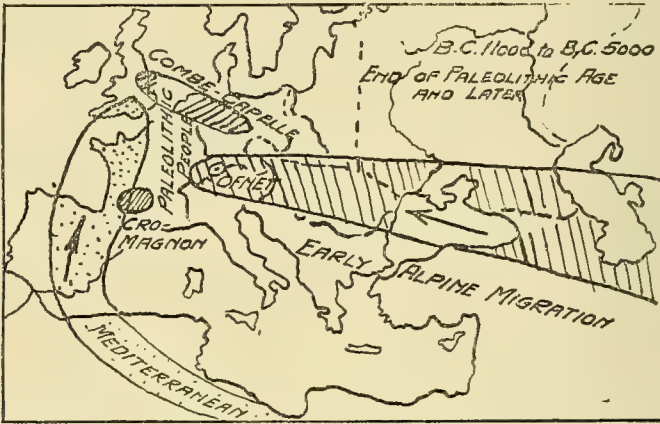 B.C. 11000 to B.C. 5000
END OF PALEOLITHIC AGE
AND LATER
COMBE-CAPELLE
PALEOLITHIC
PEOPLE
OFNET
CRO-
MAGNON
EARLY ALPINE MIGRATION
MEDITERRANEAN